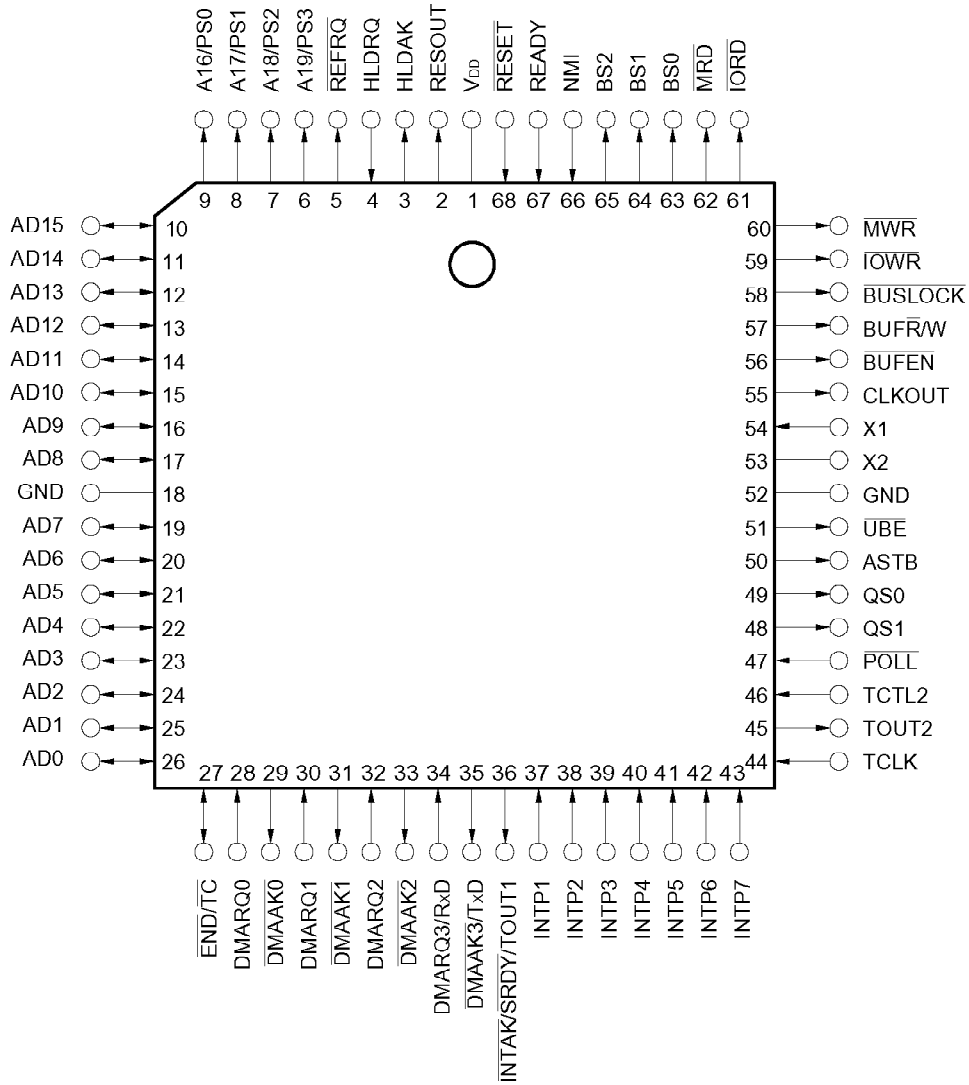 A16/PS0
A17/PS1
A18/PS2
A19/PS3
REFRQ
HLDRQ
HLDAK
RESOUT
VDD
RESET
READY
NMI
BS2
BS1
BS0
MRD
IORD
9 8 7 6 5 4 3 2 1 68 67 66 65 64 63 62 61
AD15 10 60 MWR
AD14 11 59 IOWR
AD13 12 58 BUSLOCK
AD12 13 57 BUFR/W
AD11 14 56 BUFEN
AD10 15 55 CLKOUT
AD9 16 54 X1
AD8 17 53 X2
GND 18 52 GND
AD7 19 51 UBE
AD6 20 50 ASTB
AD5 21 49 QS0
AD4 22 48 QS1
AD3 23 47 POLL
AD2 24 46 TCTL2
AD1 25 45 TOUT2
AD0 26 44 TCLK
27 28 29 30 31 32 33 34 35 36 37 38 39 40 41 42 43
END/TC
DMARQ0
DMAAK0
DMARQ1
DMAAK1
DMARQ2
DMAAK2
DMARQ3/RxD
DMAAK3/TxD
INTAK/SRDY/TOUT1
INTP1
INTP2
INTP3
INTP4
INTP5
INTP6
INTP7